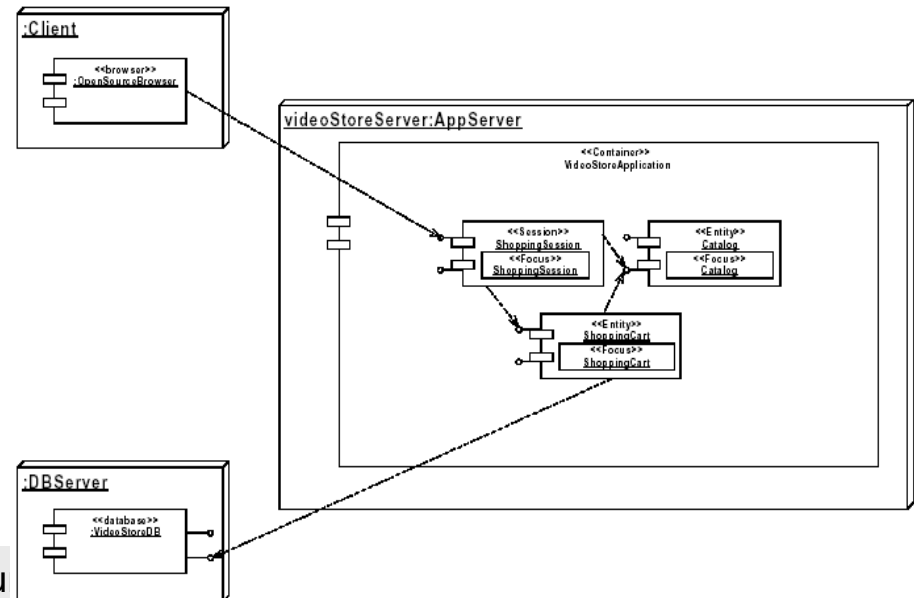 :Client
<<browser>>
:OpenSourceBrowser
videoStoreServer:AppServer
<<Container>>
VideoStoreApplication
<<Session>>
ShoppingSession
<<Focus>>
ShoppingSession
<<Entity>>
Catalog
<<Focus>>
Catalog
<<Entity>>
ShoppingCart
<<Focus>>
ShoppingCart
:DBServer
<<database>>
:VideoStoreDB